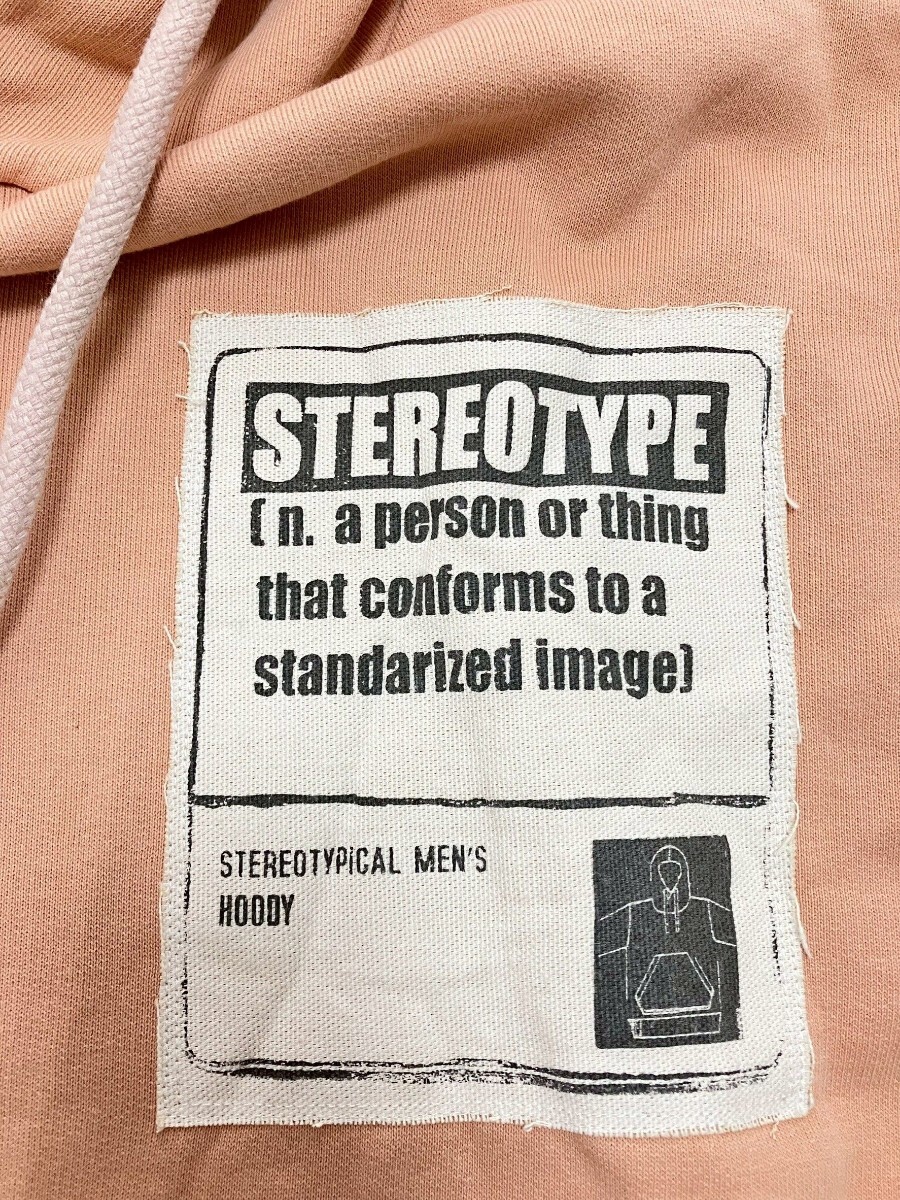 STEREOTYPE
(n. a person or thing
that conforms to a
standarized image)
STEREOTYPiCAL MEN'S
HOODY